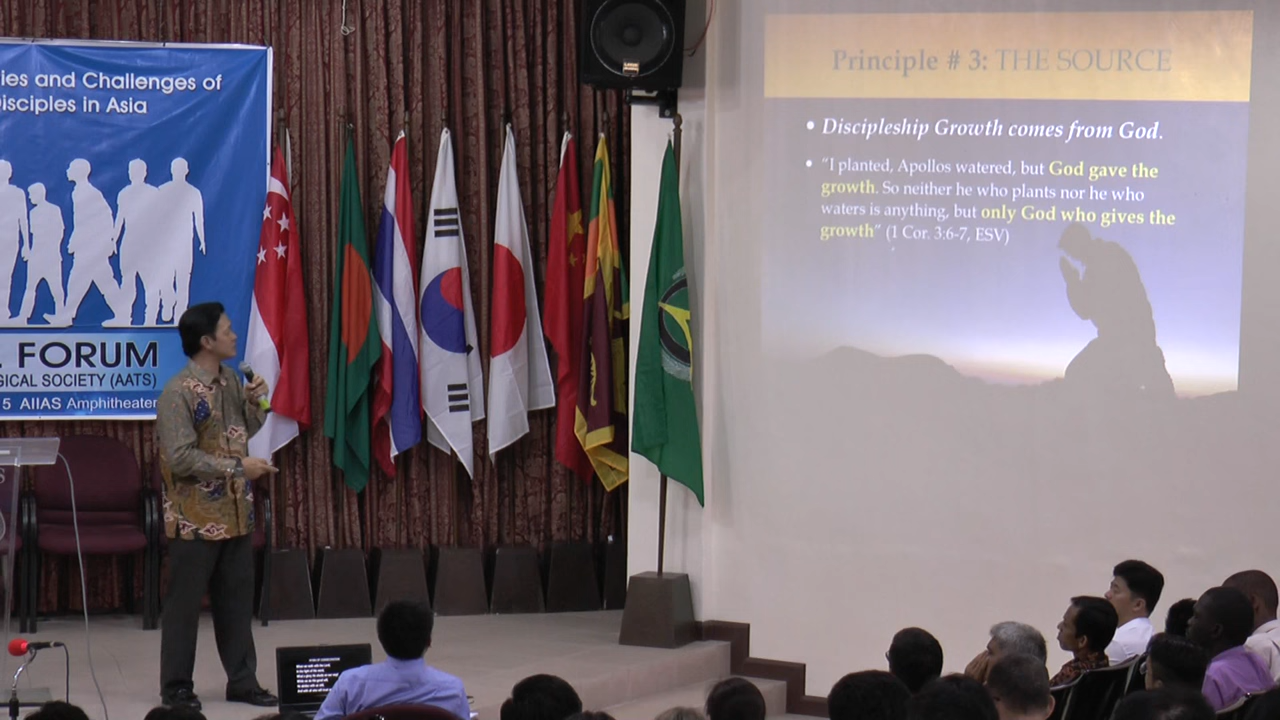 ies and Challenges of
Disciples in Asia
FORUM
GICAL SOCIETY (AATS)
5 AIIAS Amphitheater
Principle # 3: THE SOURCE
• Discipleship Growth comes from God.
• “I planted, Apollos watered, but God gave the
growth. So neither he who plants nor he who
waters is anything, but only God who gives the
growth” (1 Cor. 3:6-7, ESV)